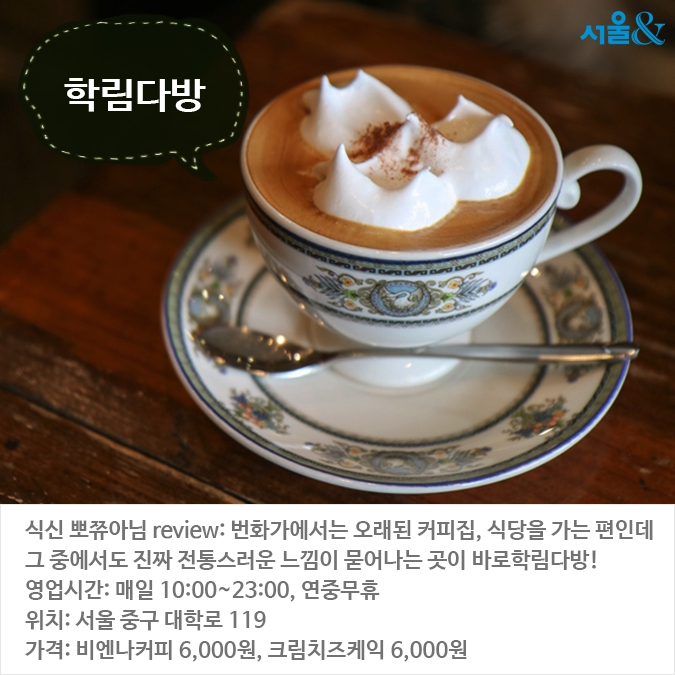 서울&
학림다방
식신 뽀쮸아님 review: 번화가에서는 오래된 커피집, 식당을 가는 편인데
그 중에서도 진짜 전통스러운 느낌이 묻어나는 곳이 바로학림다방!
영업시간: 매일 10:00~23:00, 연중무휴
위치: 서울 중구 대학로 119
가격: 비엔나커피 6,000원, 크림치즈케익 6,000원